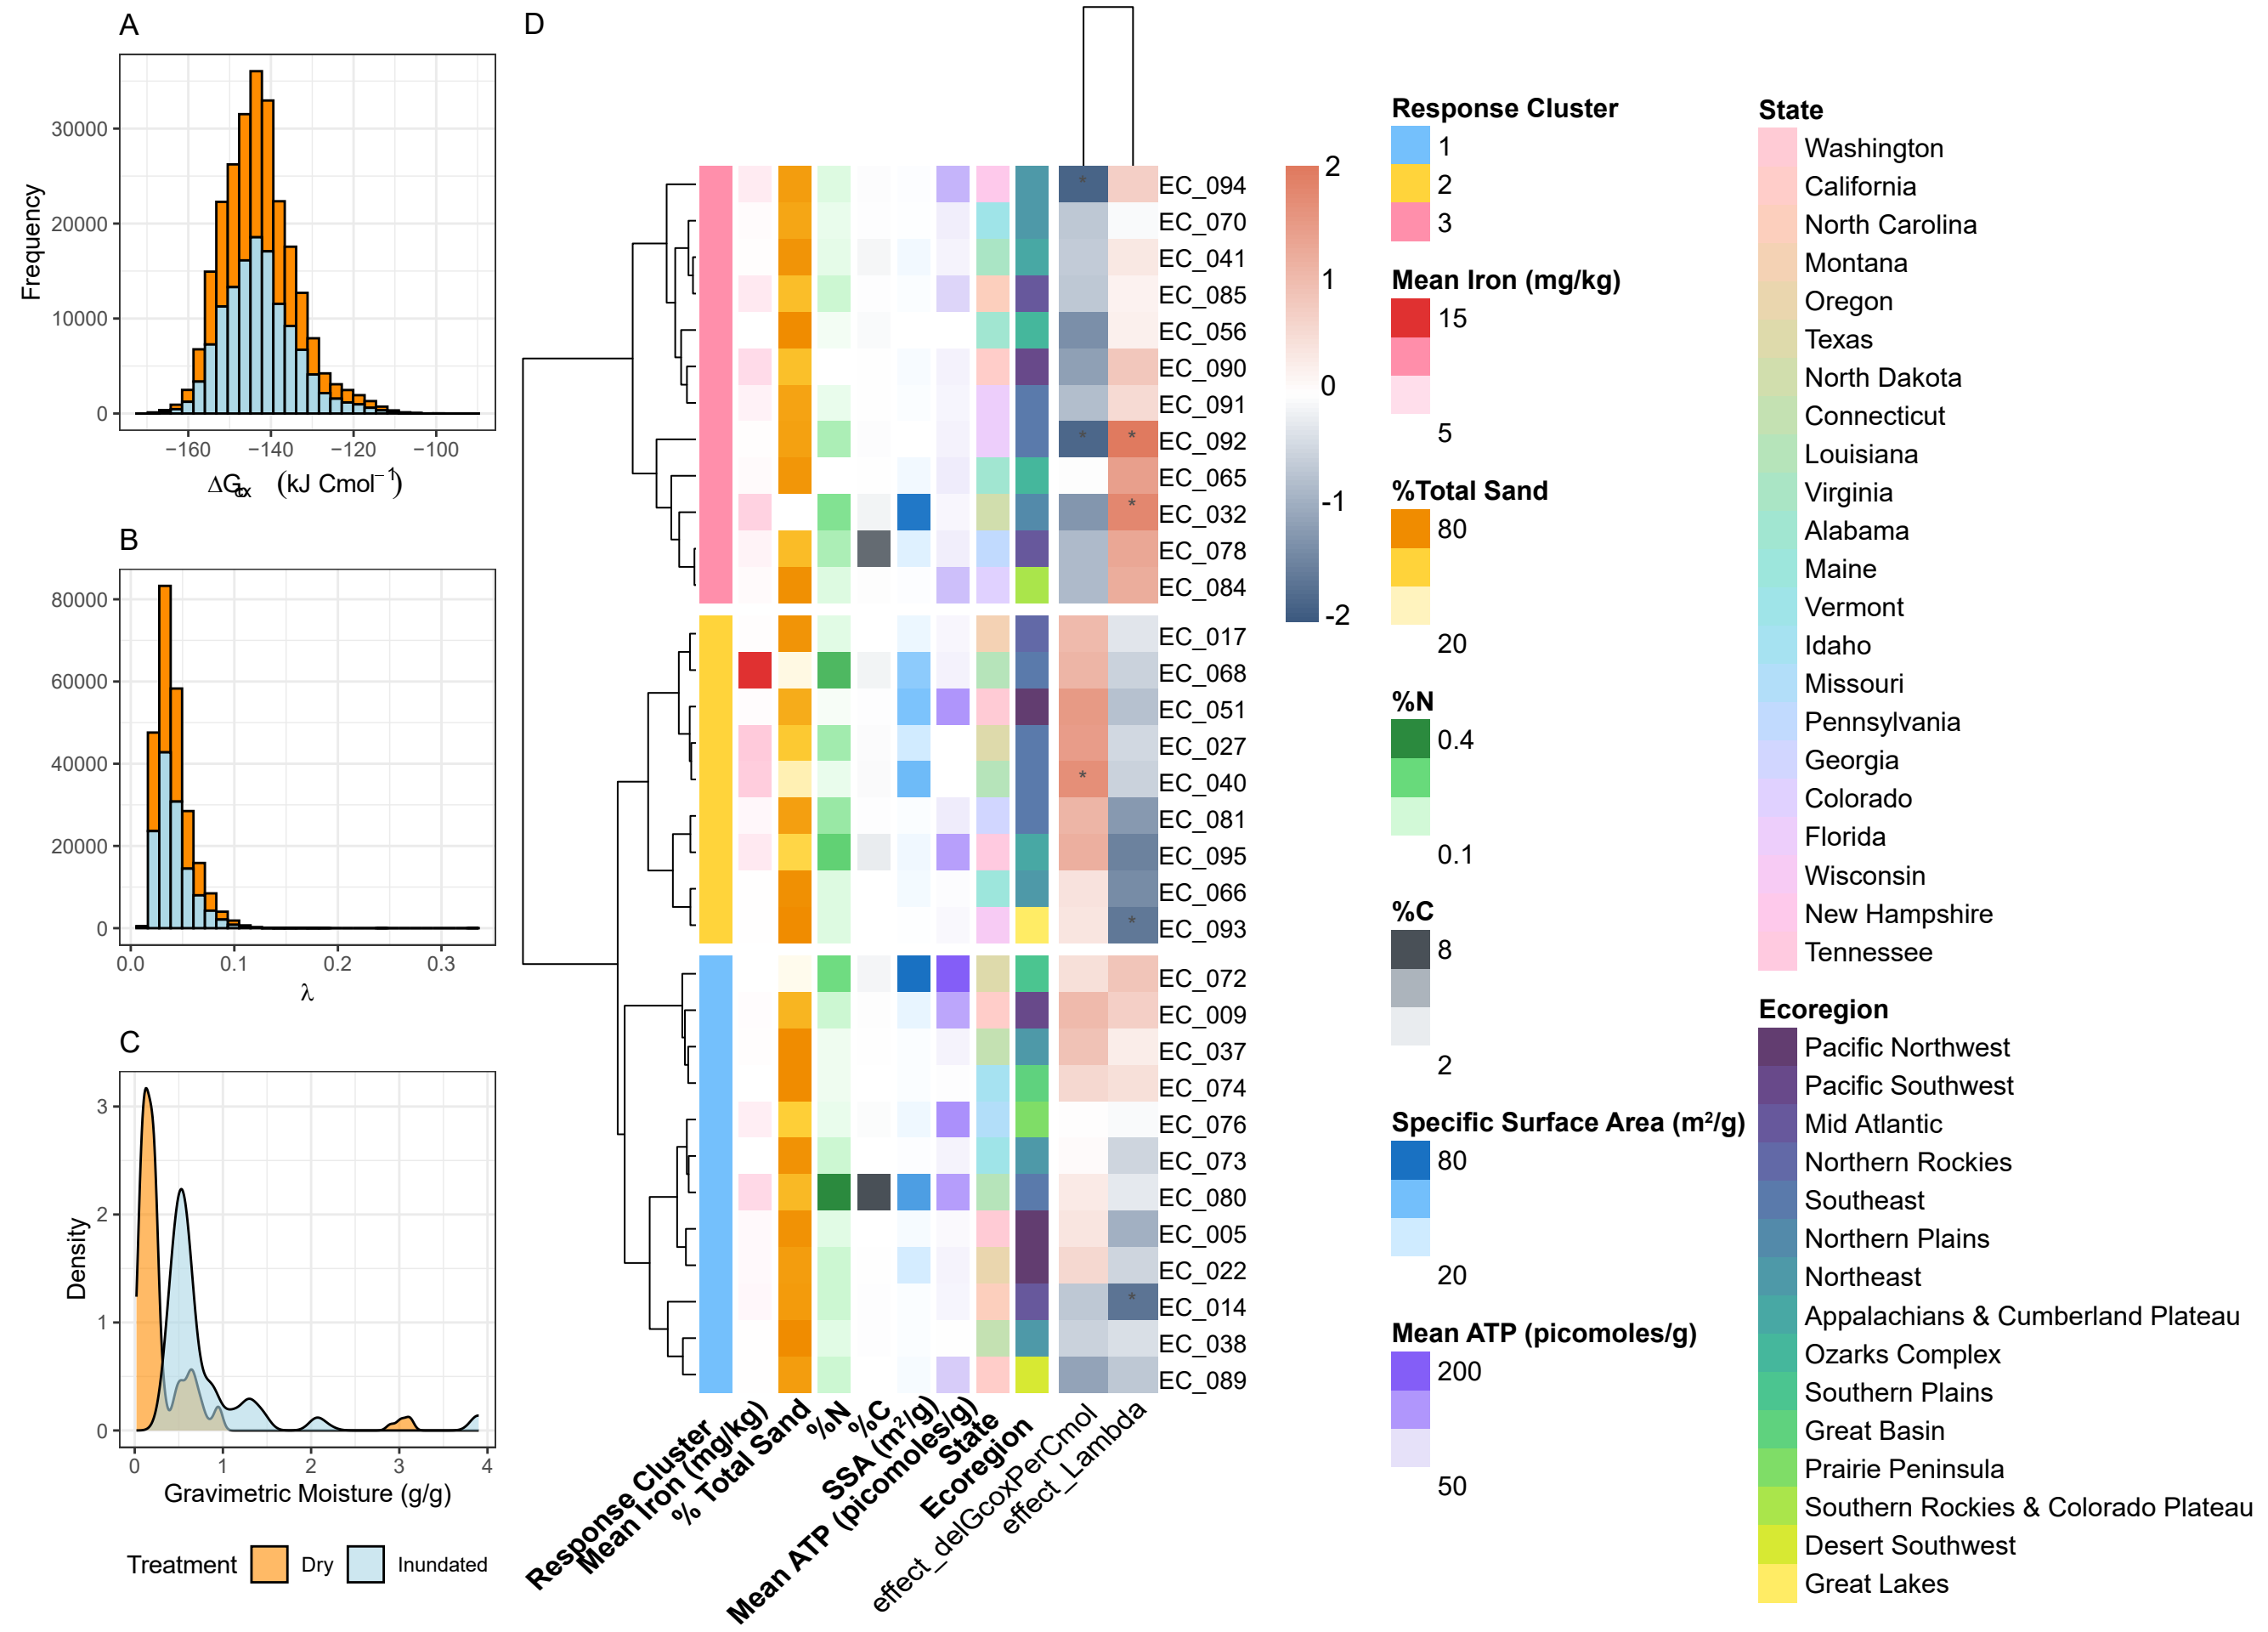 A
Frequency
30000
20000
10000
0
−160
−140
−120
−100
(kJ Cmol⁻¹)
B
80000
60000
40000
20000
0
0.0
0.1
0.2
0.3
λ
C
Density
3
2
1
0
0
1
2
3
4
Gravimetric Moisture (g/g)
Treatment
Dry
Inundated
D
EC_094
EC_070
EC_041
EC_085
EC_056
EC_090
EC_091
EC_092
EC_065
EC_032
EC_078
EC_084
EC_017
EC_068
EC_051
EC_027
EC_040
EC_081
EC_095
EC_066
EC_093
EC_072
EC_009
EC_037
EC_074
EC_076
EC_073
EC_080
EC_005
EC_022
EC_014
EC_038
EC_089
Response Cluster
Mean Iron (mg/kg)
% Total Sand
%N
%C
SSA (m²/g)
Mean ATP (picomoles/g)
State
Ecoregion
effect_delGcoxPerCmol
effect_Lambda
2
1
0
-1
-2
Response Cluster
1
2
3
Mean Iron (mg/kg)
15
5
%Total Sand
80
20
%N
0.4
0.1
%C
8
2
Specific Surface Area (m²/g)
80
20
Mean ATP (picomoles/g)
200
50
State
Washington
California
North Carolina
Montana
Oregon
Texas
North Dakota
Connecticut
Louisiana
Virginia
Alabama
Maine
Vermont
Idaho
Missouri
Pennsylvania
Georgia
Colorado
Florida
Wisconsin
New Hampshire
Tennessee
Ecoregion
Pacific Northwest
Pacific Southwest
Mid Atlantic
Northern Rockies
Southeast
Northern Plains
Northeast
Appalachians & Cumberland Plateau
Ozarks Complex
Southern Plains
Great Basin
Prairie Peninsula
Southern Rockies & Colorado Plateau
Desert Southwest
Great Lakes